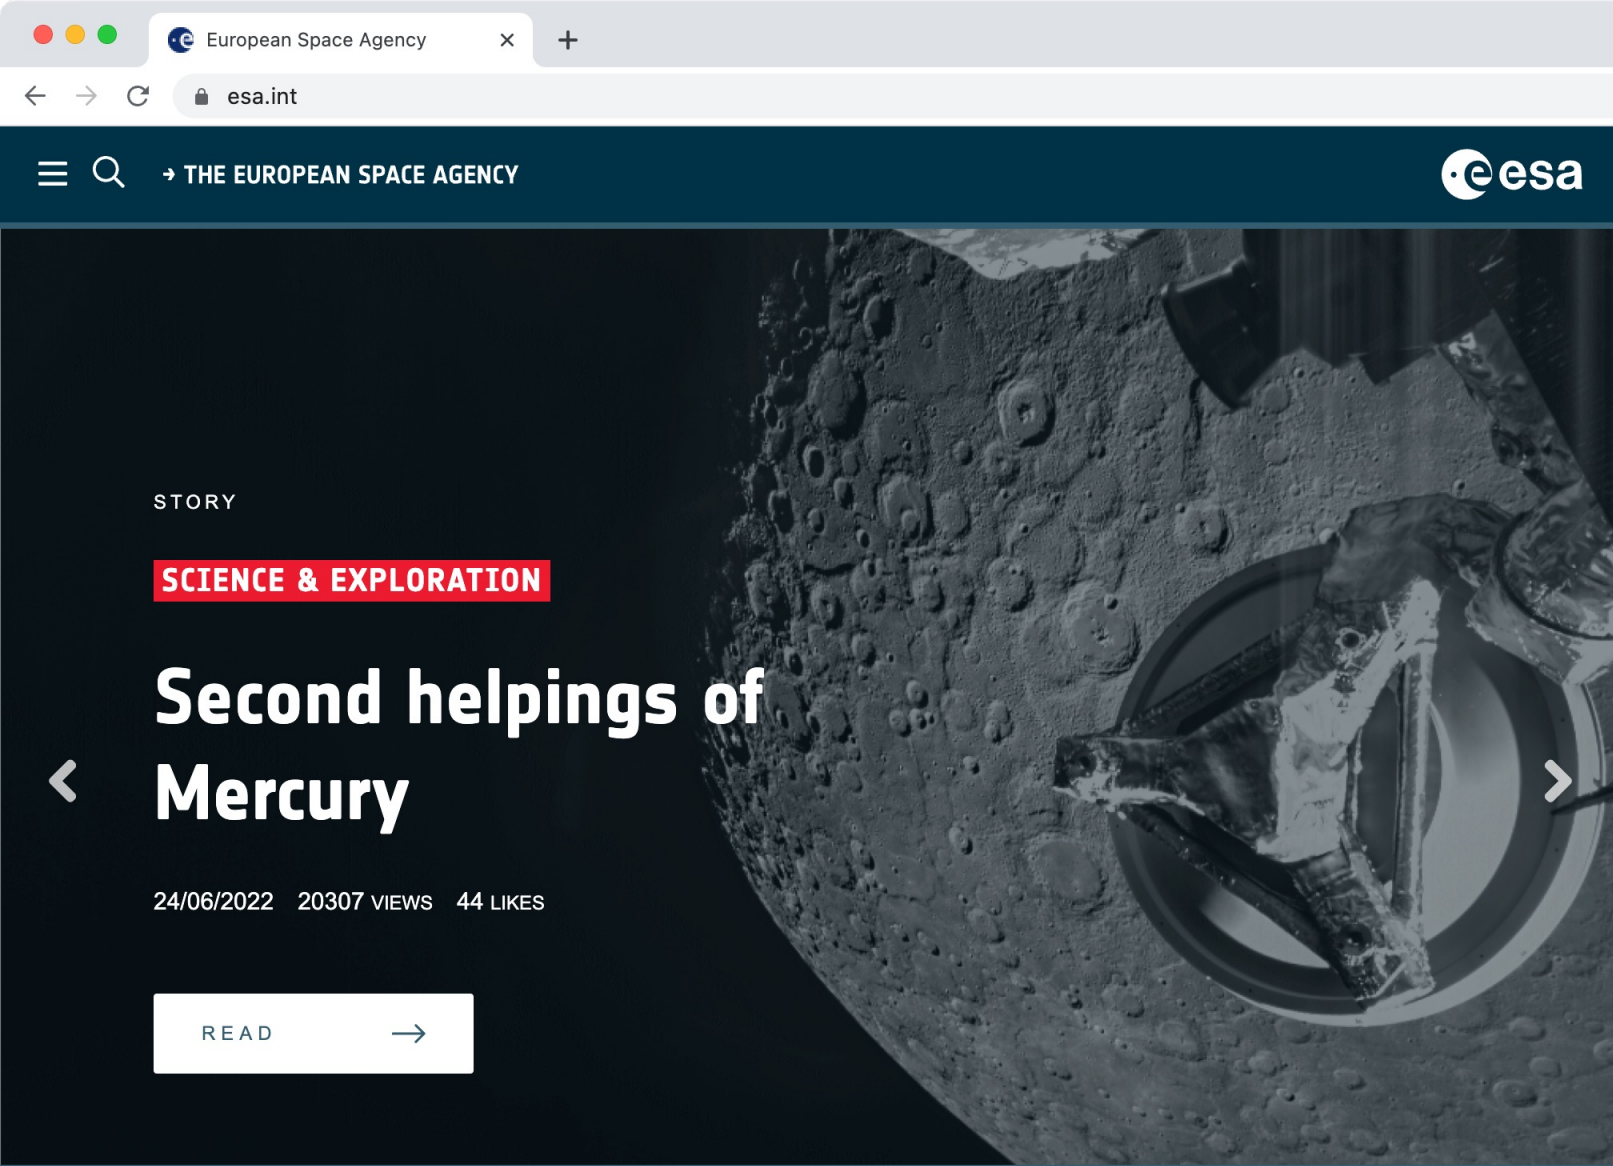 European Space Agency
esa.int
→ THE EUROPEAN SPACE AGENCY
esa
STORY
SCIENCE & EXPLORATION
Second helpings of
Mercury
24/06/2022 20307 VIEWS 44 LIKES
READ →